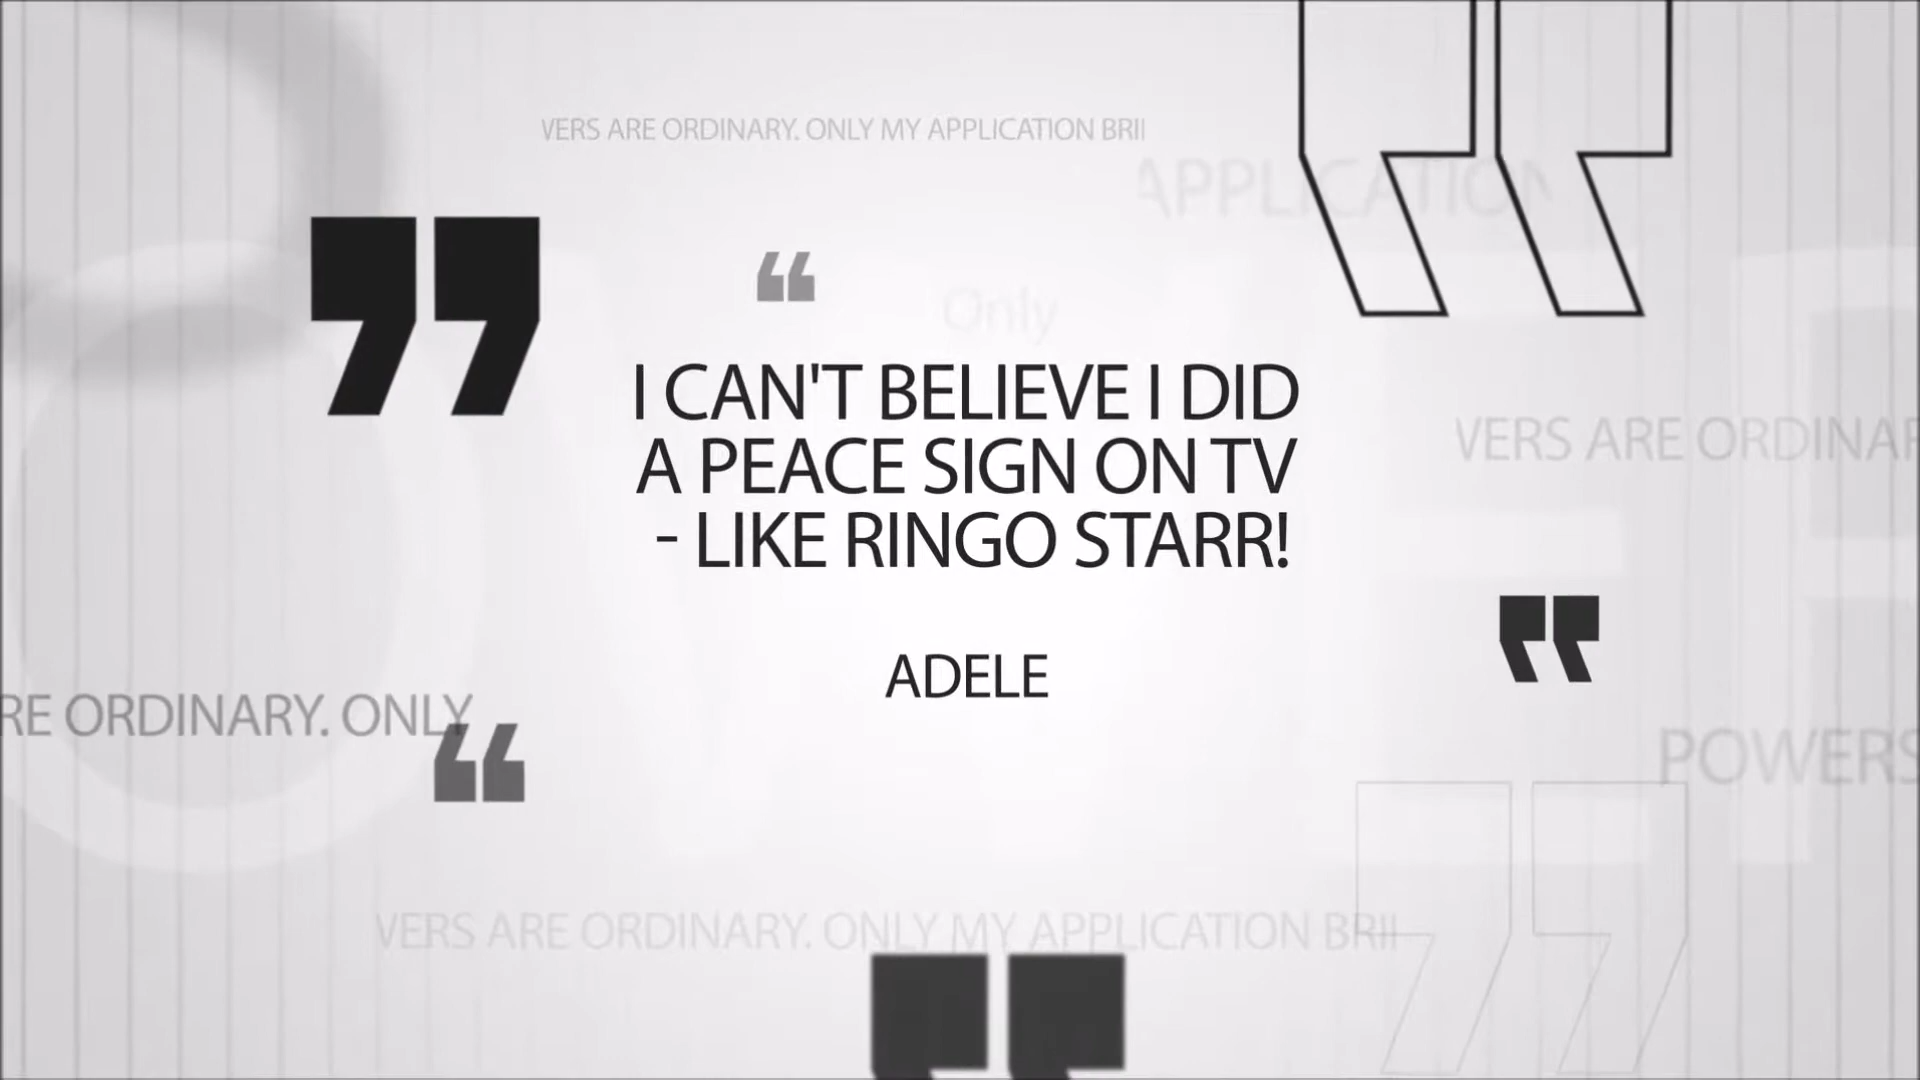 VERS ARE ORDINARY. ONLY MY APPLICATION BRI
APPLICATION
Only
I CAN'T BELIEVE I DID
A PEACE SIGN ON TV
- LIKE RINGO STARR!
VERS ARE ORDINAR
ADELE
RE ORDINARY. ONLY
POWERS
VERS ARE ORDINARY. ONLY MY APPLICATION BRI